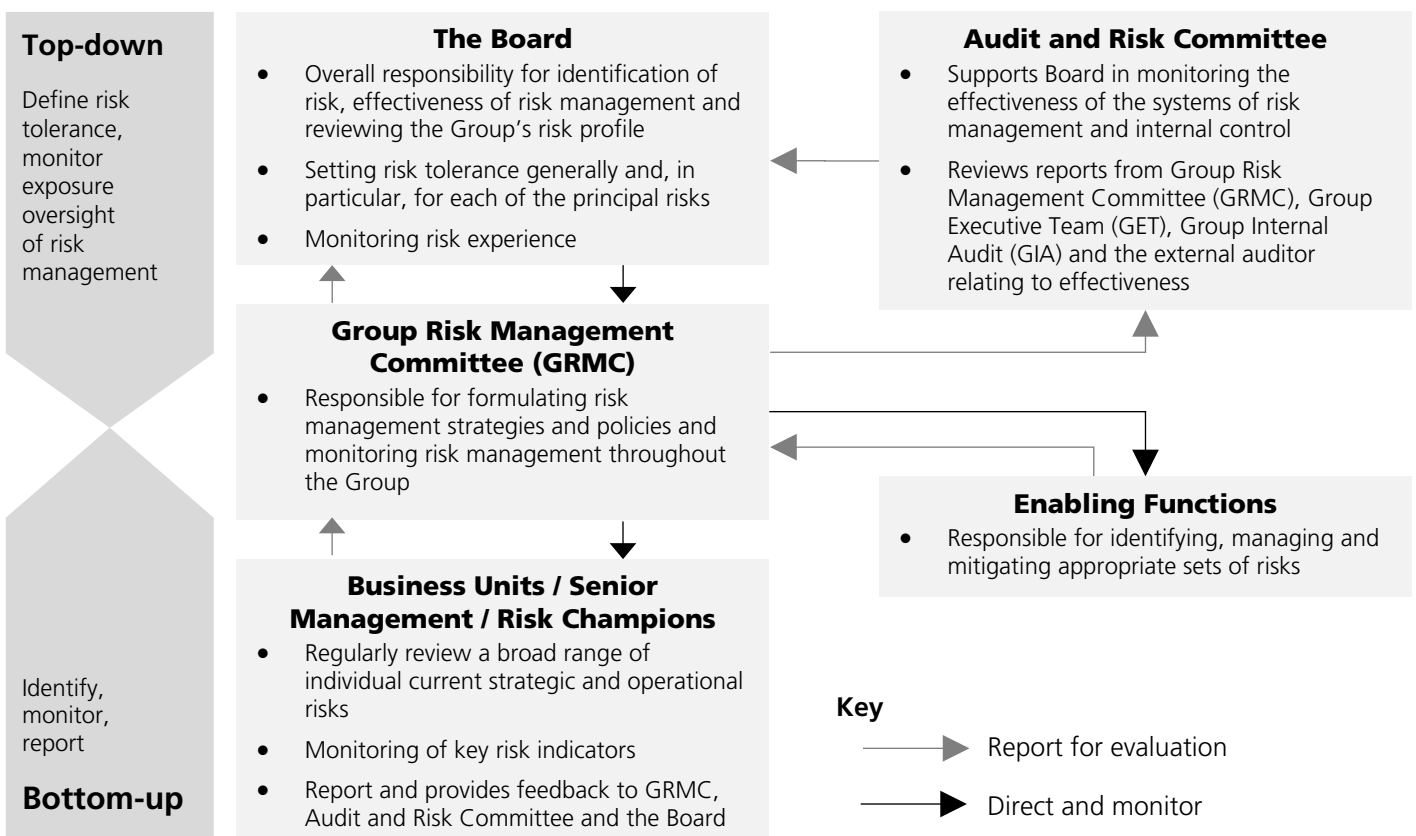 Top-down
Define risk
tolerance,
monitor
exposure
oversight
of risk
management
The Board
• Overall responsibility for identification of
risk, effectiveness of risk management and
reviewing the Group’s risk profile
• Setting risk tolerance generally and, in
particular, for each of the principal risks
• Monitoring risk experience
Audit and Risk Committee
• Supports Board in monitoring the
effectiveness of the systems of risk
management and internal control
• Reviews reports from Group Risk
Management Committee (GRMC), Group
Executive Team (GET), Group Internal
Audit (GIA) and the external auditor
relating to effectiveness
Group Risk Management
Committee (GRMC)
• Responsible for formulating risk
management strategies and policies and
monitoring risk management throughout
the Group
Enabling Functions
• Responsible for identifying, managing and
mitigating appropriate sets of risks
Identify,
monitor,
report
Bottom-up
Business Units / Senior
Management / Risk Champions
• Regularly review a broad range of
individual current strategic and operational
risks
• Monitoring of key risk indicators
• Report and provides feedback to GRMC,
Audit and Risk Committee and the Board
Key
Report for evaluation
Direct and monitor